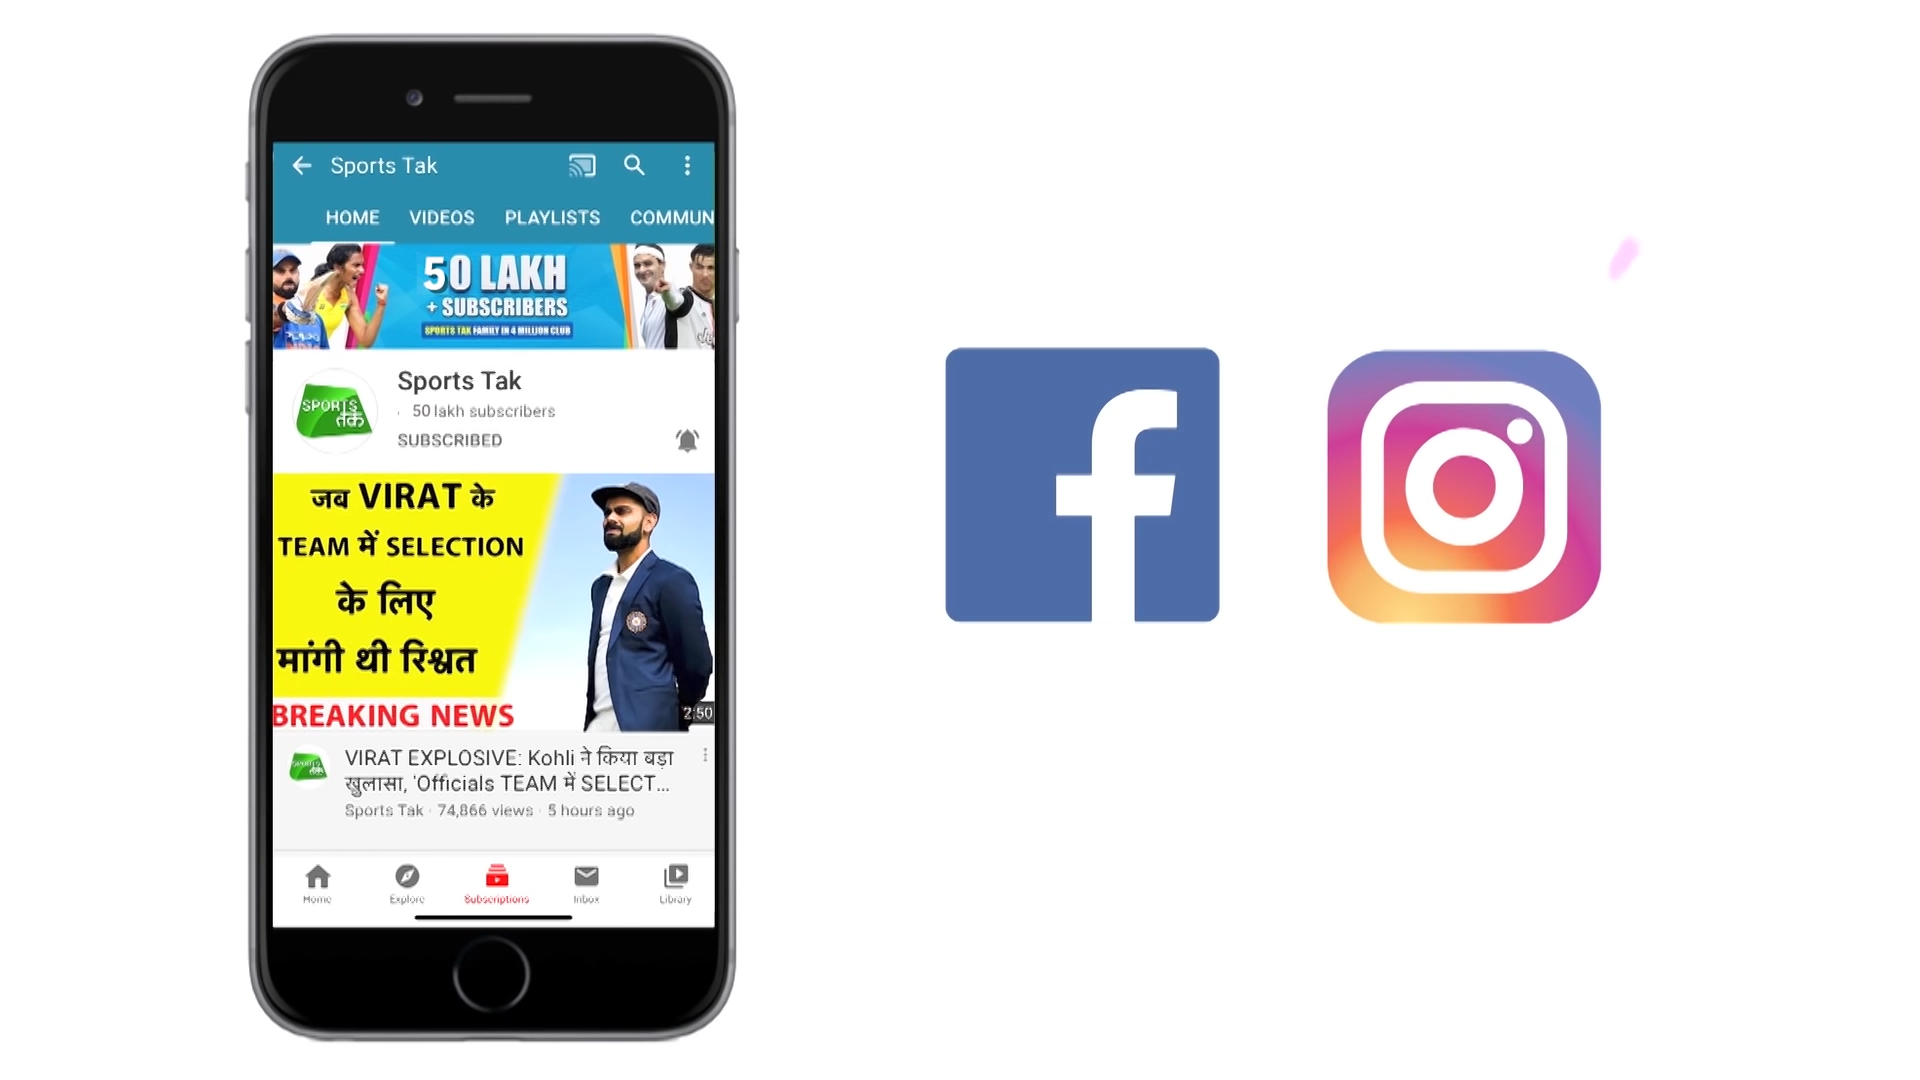 Sports Tak
HOME VIDEOS PLAYLISTS COMMUN
50 LAKH
+ SUBSCRIBERS
SPORTS TAK FAMILY IN 4 MILLION CLUB
SPORTS
तक
Sports Tak
50 lakh subscribers
SUBSCRIBED
जब VIRAT के
TEAM में SELECTION
के लिए
मांगी थी रिश्वत
BREAKING NEWS
2:50
SPORTS
तक
VIRAT EXPLOSIVE: Kohli ने किया बड़ा
खुलासा, 'Officials TEAM में SELECT...
Sports Tak · 74,866 views · 5 hours ago
Home Explore Subscriptions Inbox Library